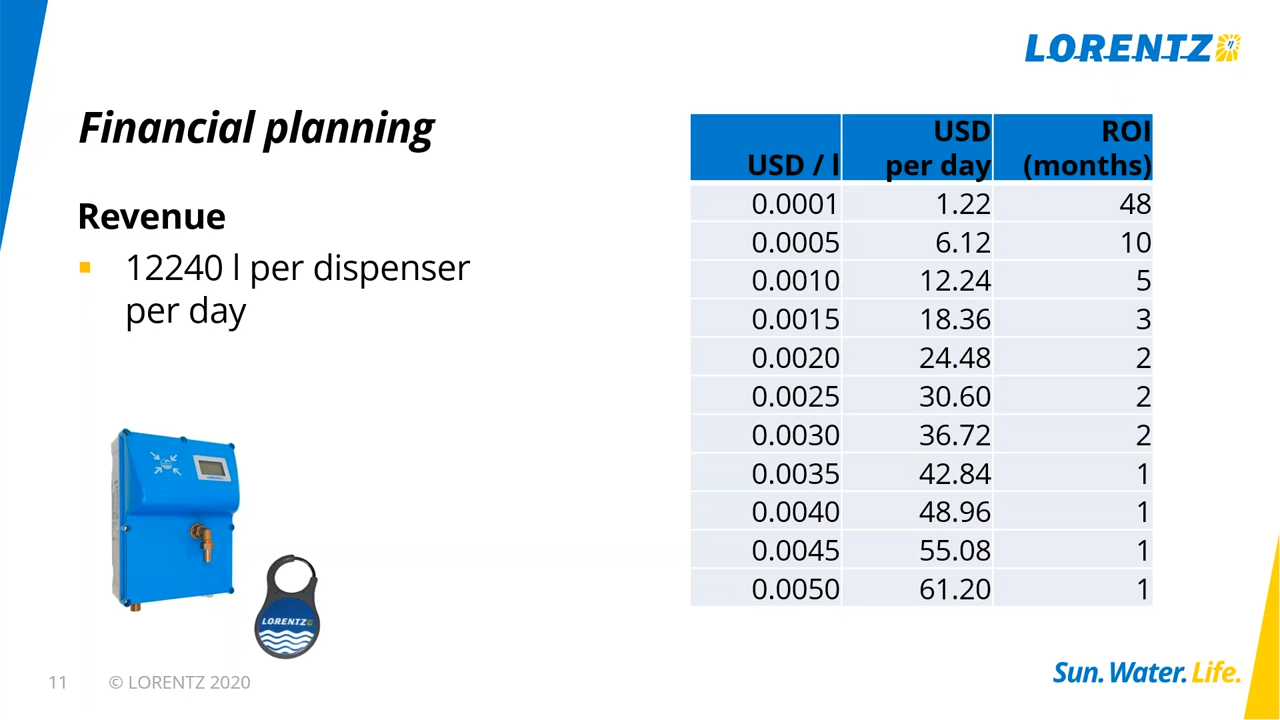 LORENTZ
Financial planning
Revenue
12240 l per dispenser
per day
USD / l USD per day ROI (months)
0.0001 1.22 48
0.0005 6.12 10
0.0010 12.24 5
0.0015 18.36 3
0.0020 24.48 2
0.0025 30.60 2
0.0030 36.72 2
0.0035 42.84 1
0.0040 48.96 1
0.0045 55.08 1
0.0050 61.20 1
LORENTZ
11 © LORENTZ 2020
Sun. Water. Life.